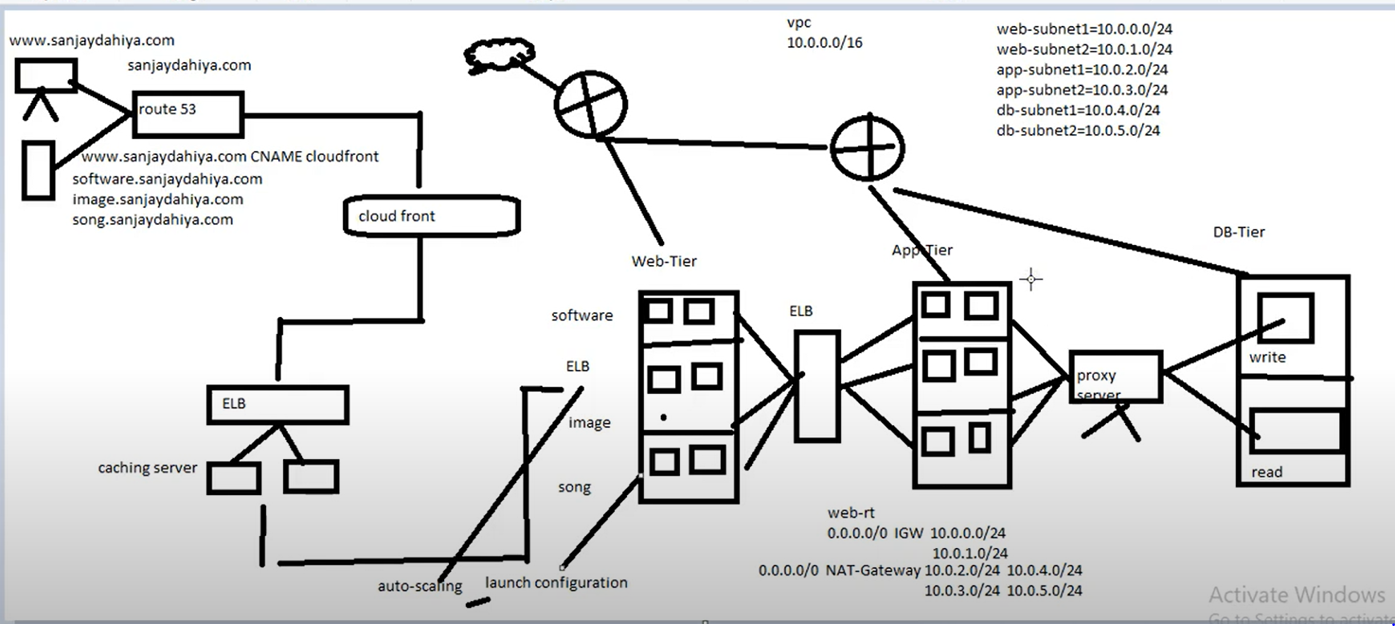 www.sanjaydahiya.com
sanjaydahiya.com
route 53
www.sanjaydahiya.com CNAME cloudfront
software.sanjaydahiya.com
image.sanjaydahiya.com
song.sanjaydahiya.com
cloud front
ELB
caching server
auto-scaling
launch configuration
vpc
10.0.0.0/16
web-subnet1=10.0.0.0/24
web-subnet2=10.0.1.0/24
app-subnet1=10.0.2.0/24
app-subnet2=10.0.3.0/24
db-subnet1=10.0.4.0/24
db-subnet2=10.0.5.0/24
Web-Tier
software
ELB
image
song
ELB
App-Tier
proxy
server
DB-Tier
write
read
web-rt
0.0.0.0/0 IGW 10.0.0.0/24
10.0.1.0/24
0.0.0.0/0 NAT-Gateway 10.0.2.0/24 10.0.4.0/24
10.0.3.0/24 10.0.5.0/24
Activate Windows
Go to Settings to activate